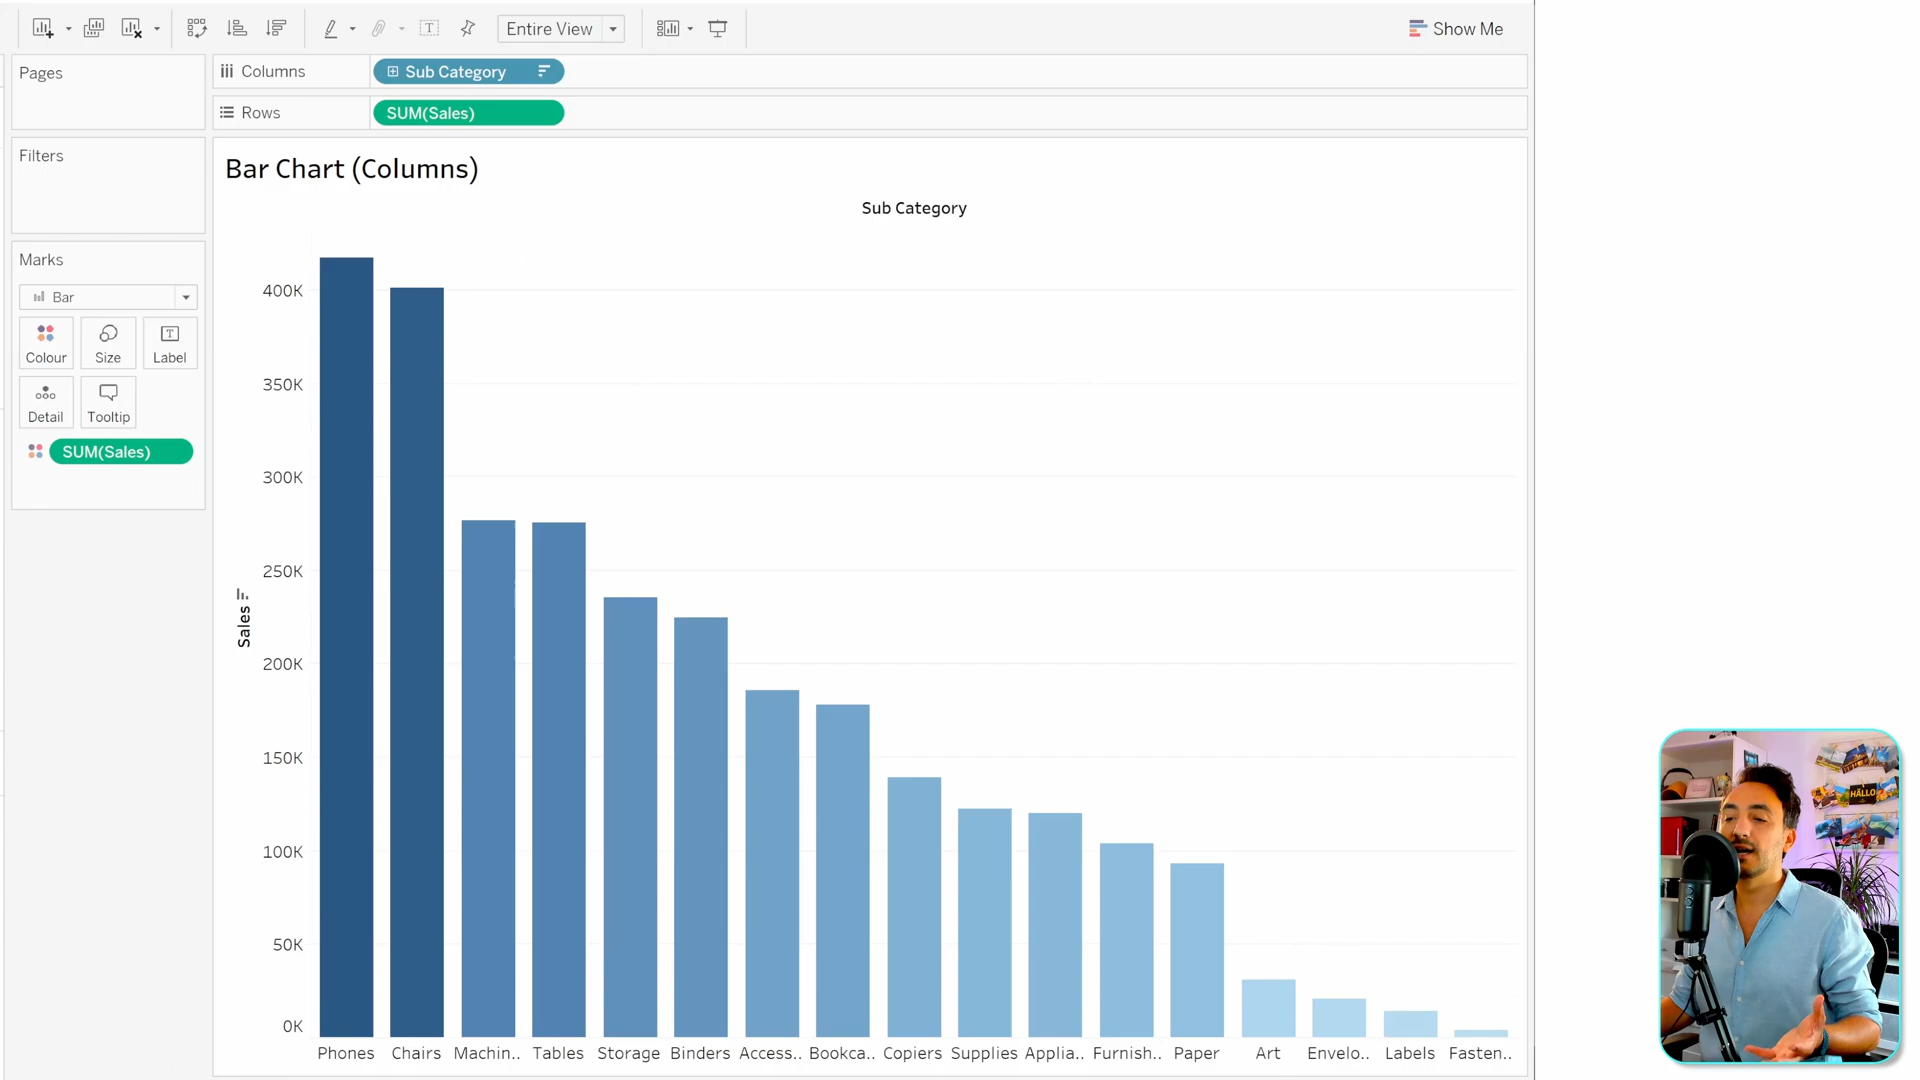 Entire View
Show Me
Pages
Columns
Sub Category
Rows
SUM(Sales)
Filters
Marks
Bar
Colour
Size
Label
Detail
Tooltip
SUM(Sales)
Bar Chart (Columns)
Sub Category
Sales
400K
350K
300K
250K
200K
150K
100K
50K
0K
Phones Chairs Machin.. Tables Storage Binders Access.. Bookca.. Copiers Supplies Applia.. Furnish.. Paper Art Envelo.. Labels Fasten..
HÄLLO